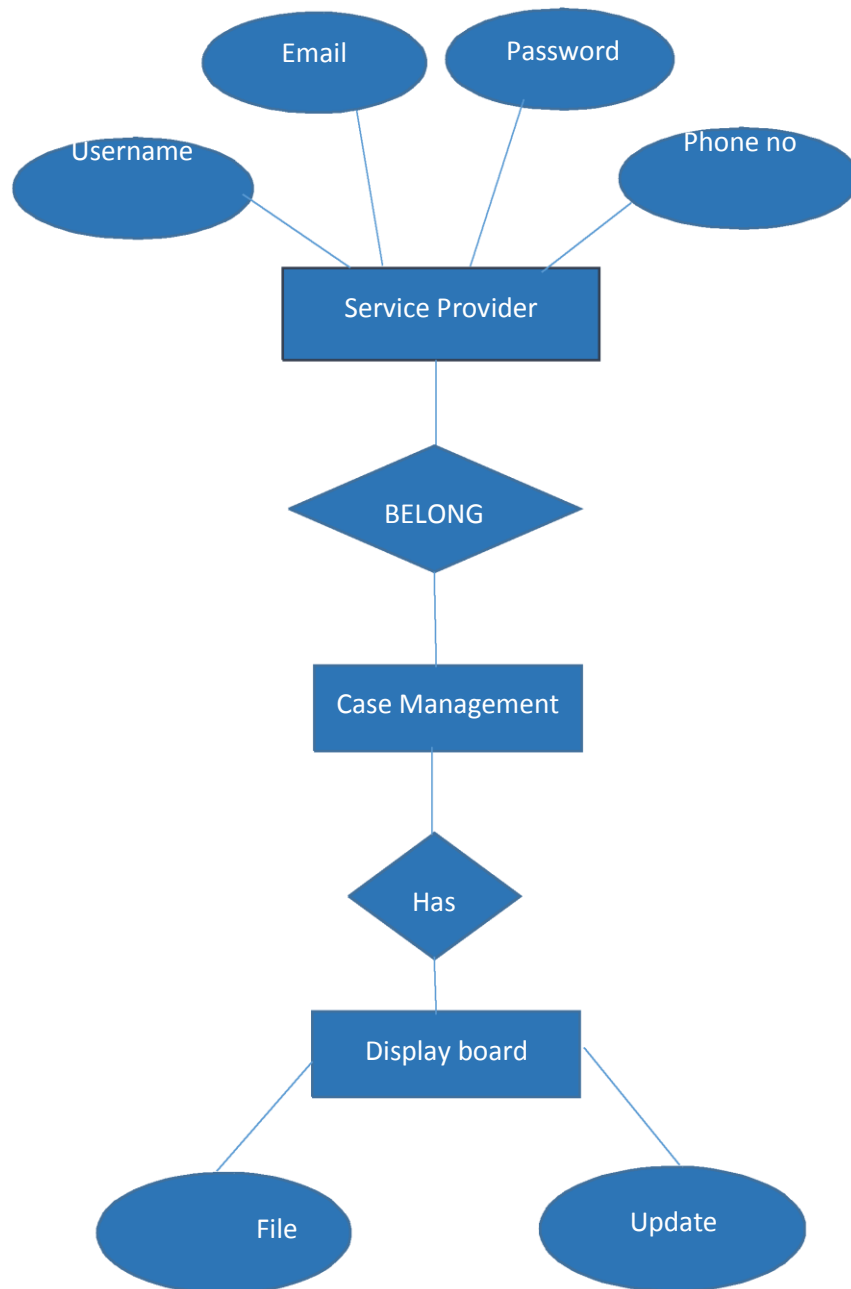 Email
Password
Username
Phone no
Service Provider
BELONG
Case Management
Has
Display board
File
Update